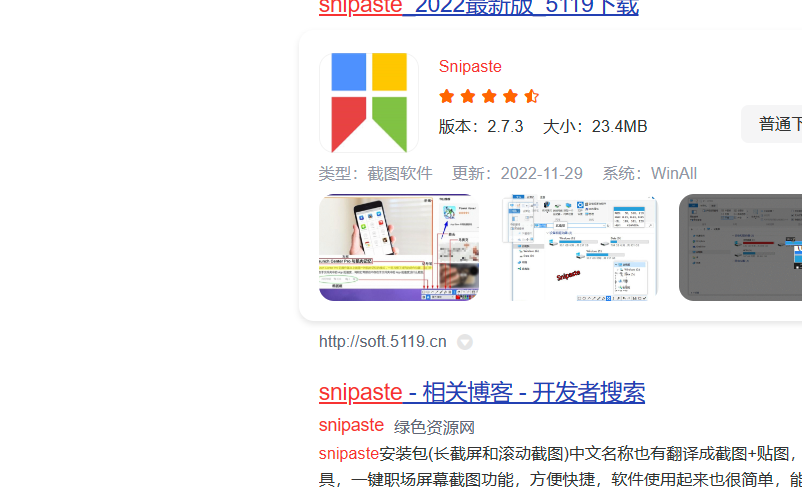 snipaste_2022最新版_5119下载
Snipaste
版本：2.7.3 大小：23.4MB
普通下
类型：截图软件 更新：2022-11-29 系统：WinAll
Snipaste
http://soft.5119.cn
snipaste - 相关博客 - 开发者搜索
snipaste 绿色资源网
snipaste安装包(长截屏和滚动截图)中文名称也有翻译成截图+贴图，
具，一键职场屏幕截图功能，方便快捷，软件使用起来也很简单，能